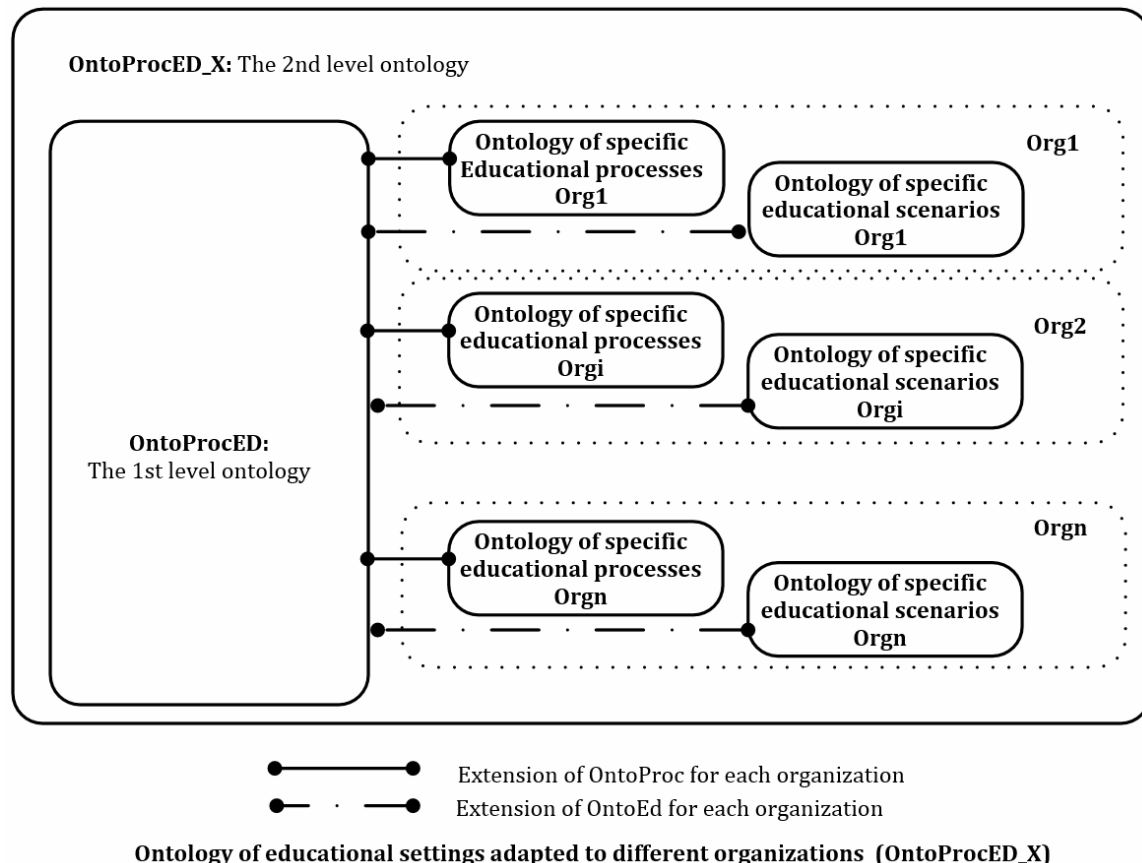 OntoProcED_X: The 2nd level ontology
Ontology of specific
Educational processes
Org1
Org1
Ontology of specific
educational scenarios
Org1
Ontology of specific
educational processes
Orgi
Org2
Ontology of specific
educational scenarios
Orgi
OntoProcED:
The 1st level ontology
Ontology of specific
educational processes
Orgn
Orgn
Ontology of specific
educational scenarios
Orgn
Extension of OntoProc for each organization
Extension of OntoEd for each organization
Ontology of educational settings adapted to different organizations (OntoProcED_X)